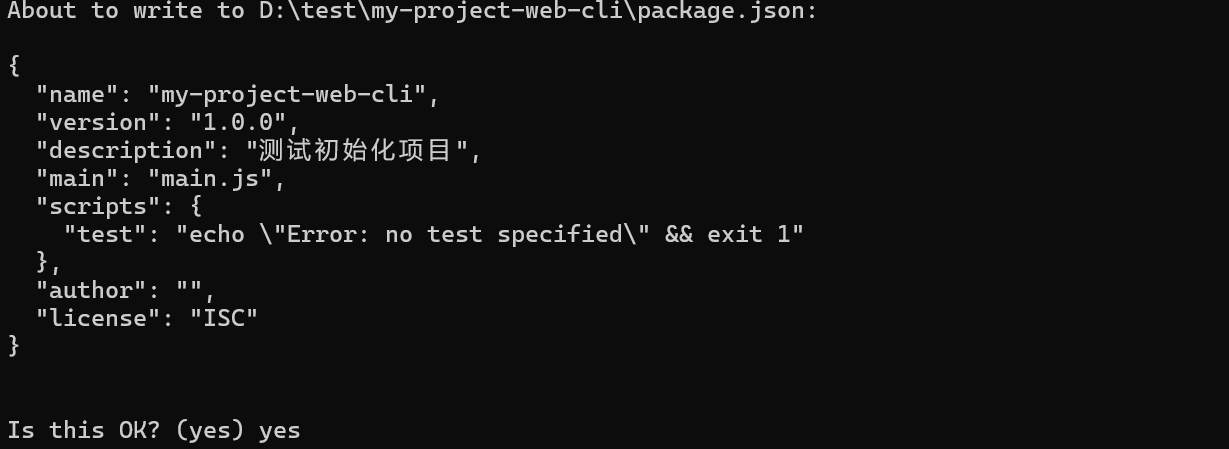 About to write to D:\test\my-project-web-cli\package.json:
{
  "name": "my-project-web-cli",
  "version": "1.0.0",
  "description": "测试初始化项目",
  "main": "main.js",
  "scripts": {
    "test": "echo \"Error: no test specified\" && exit 1"
  },
  "author": "",
  "license": "ISC"
}
Is this OK? (yes) yes